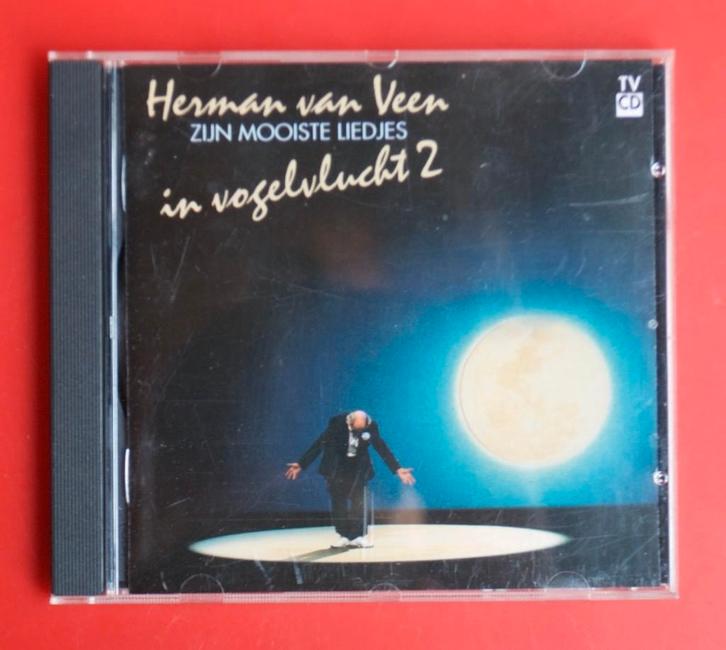 Herman van Veen
ZIJN MOOISTE LIEDJES
in vogelvlucht 2
TV
CD